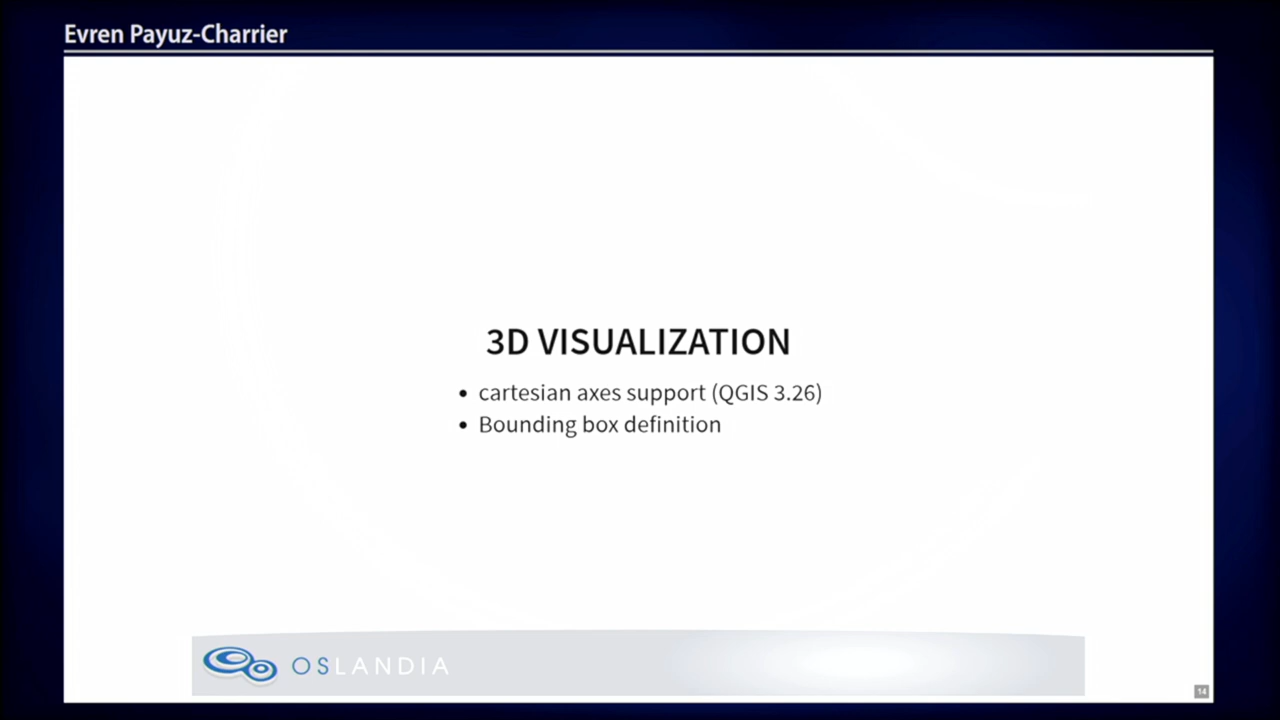 Evren Payuz-Charrier
3D VISUALIZATION
• cartesian axes support (QGIS 3.26)
• Bounding box definition
OSLANDIA
14